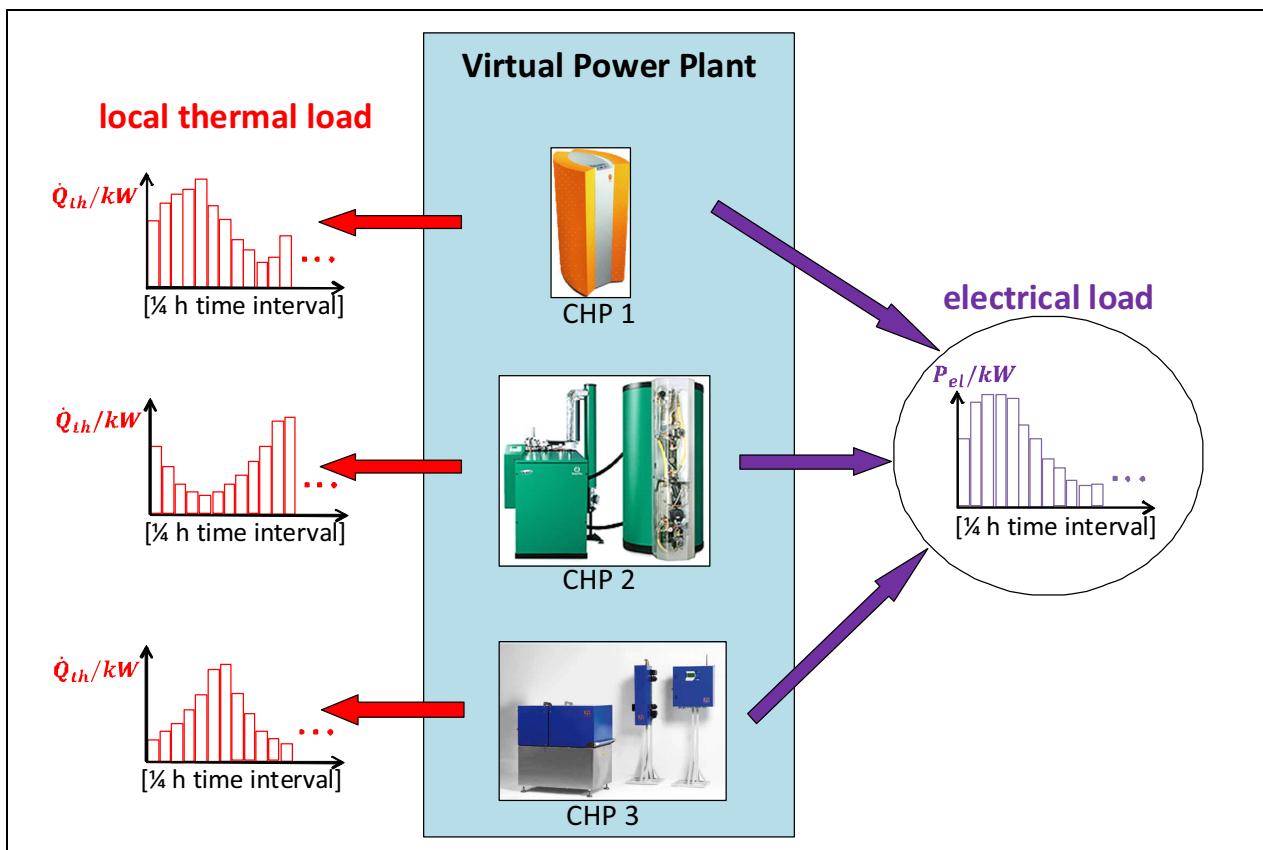 Virtual Power Plant
local thermal load
Q̇th/kW
[¼ h time interval]
CHP 1
electrical load
Pel/kW
[¼ h time interval]
Q̇th/kW
[¼ h time interval]
CHP 2
Q̇th/kW
[¼ h time interval]
CHP 3